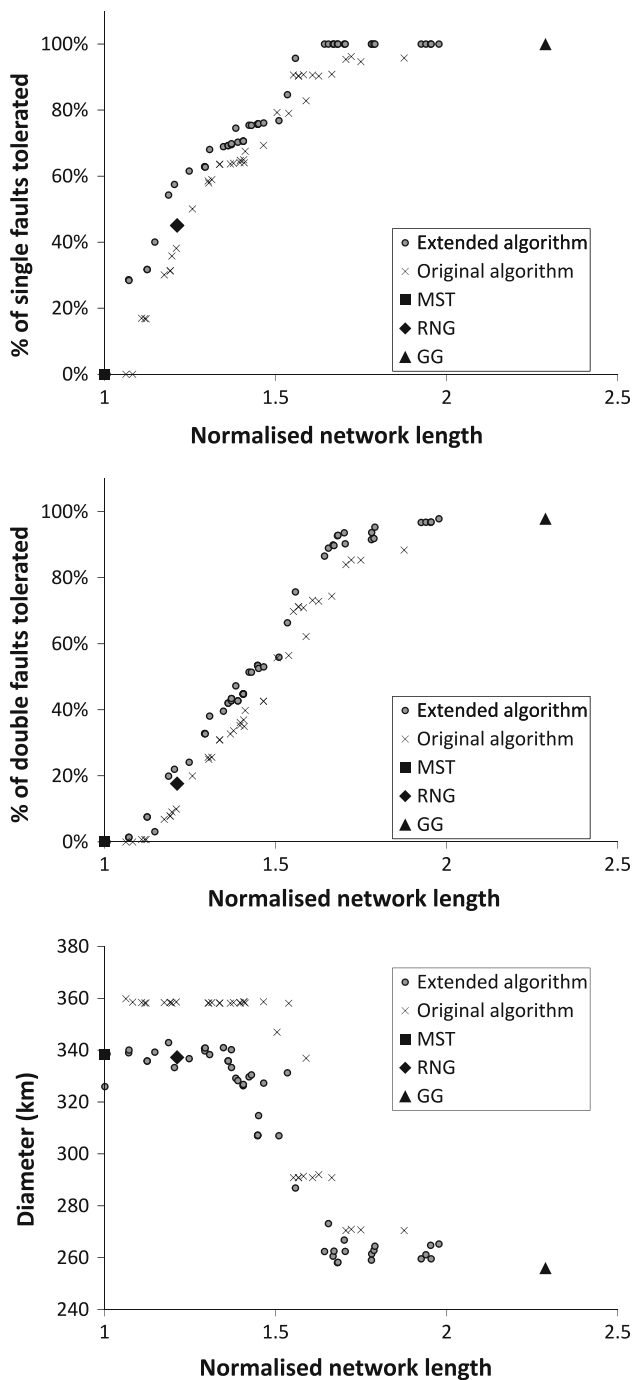 % of single faults tolerated
100%
80%
60%
40%
20%
0%
Extended algorithm
Original algorithm
MST
RNG
GG
1
1.5
2
2.5
Normalised network length
% of double faults tolerated
100%
80%
60%
40%
20%
0%
Extended algorithm
Original algorithm
MST
RNG
GG
1
1.5
2
2.5
Normalised network length
Diameter (km)
380
360
340
320
300
280
260
240
Extended algorithm
Original algorithm
MST
RNG
GG
1
1.5
2
2.5
Normalised network length